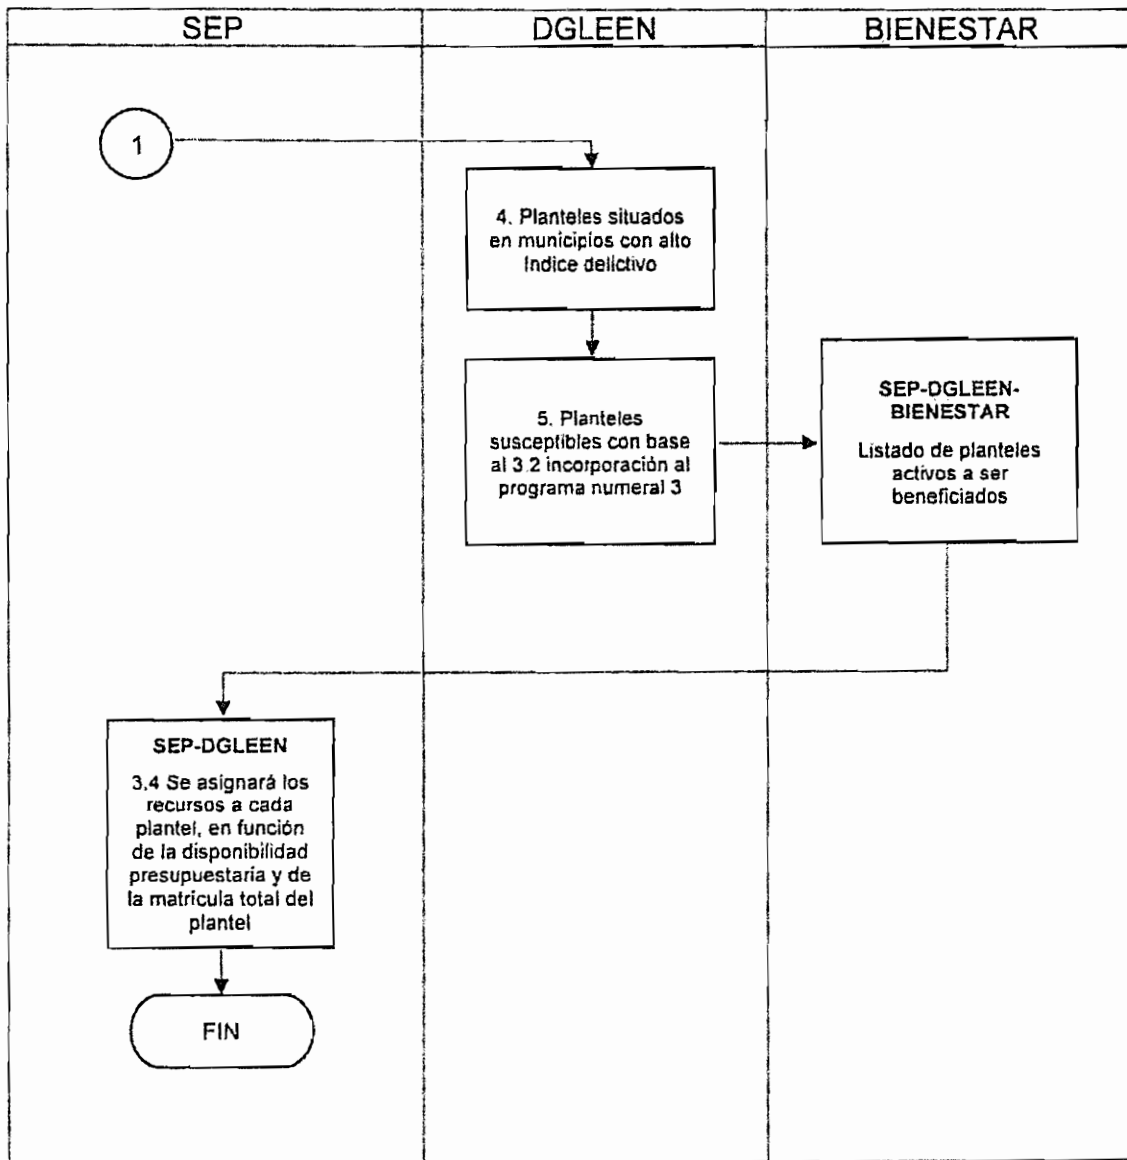 SEP
DGLEEN
BIENESTAR
1
4. Planteles situados
en municipios con alto
índice delictivo
5. Planteles
susceptibles con base
al 3.2 incorporación al
programa numeral 3
SEP-DGLEEN-
BIENESTAR
Listado de planteles
activos a ser
beneficiados
SEP-DGLEEN
3.4 Se asignará los
recursos a cada
plantel, en función
de la disponibilidad
presupuestaria y de
la matrícula total del
plantel
FIN